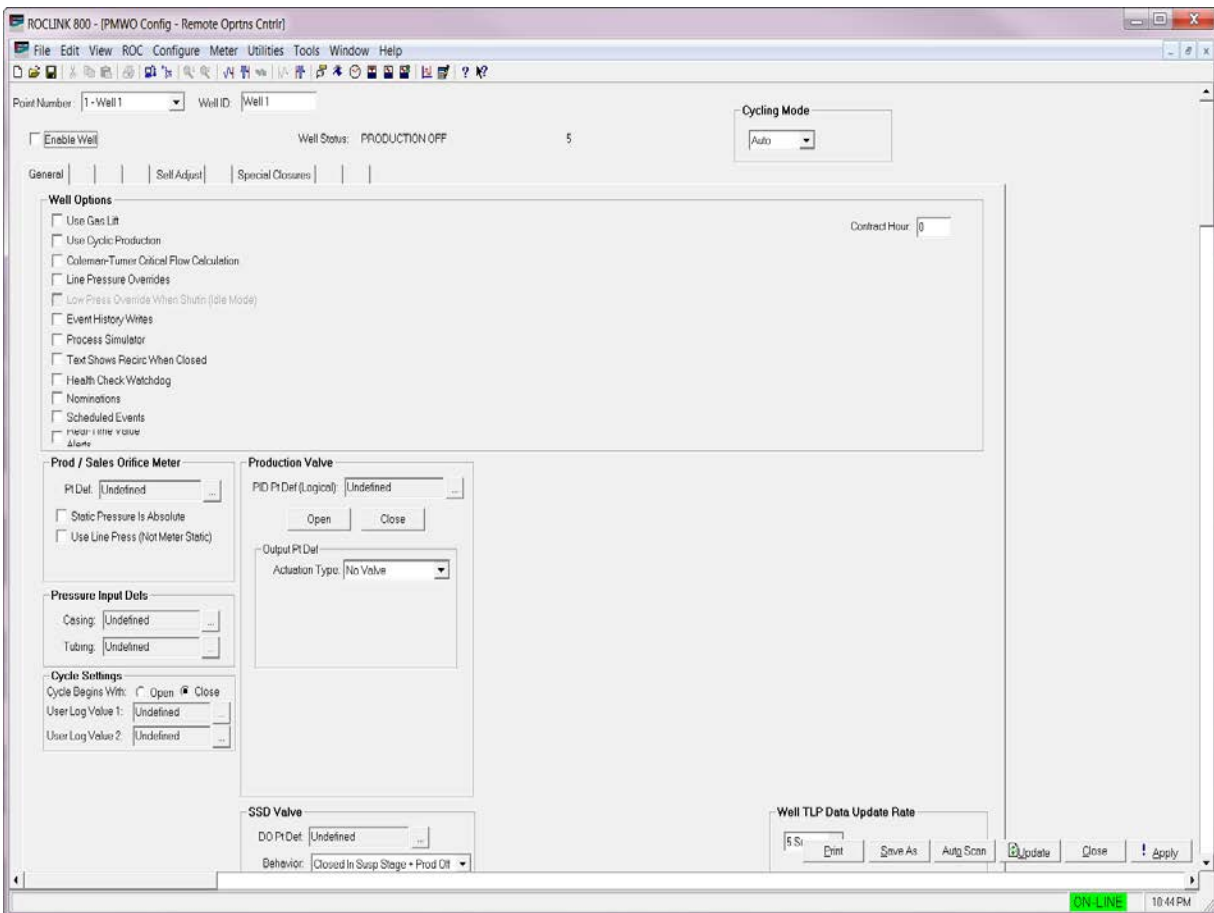 ROCLINK 800 - [PMWO Config - Remote Oprtns Cntrlr]
File Edit View ROC Configure Meter Utilities Tools Window Help
Point Number: 1 - Well 1 Well ID: Well 1
Cycling Mode
Enable Well Well Status: PRODUCTION OFF 5 Auto
General Self Adjust Special Closures
Well Options
Use Gas Lift Contract Hour: 0
Use Cyclic Production
Coleman-Turner Critical Flow Calculation
Line Pressure Overrides
Low Press Override When Shutin (Idle Mode)
Event History Writes
Process Simulator
Text Shows Recirc When Closed
Health Check Watchdog
Nominations
Scheduled Events
Real-Time Value
Alerts
Prod / Sales Orifice Meter
Pt Def: Undefined ...
Static Pressure Is Absolute
Use Line Press (Not Meter Static)
Production Valve
PID Pt Def (Logical): Undefined ...
Open Close
Output Pt Def
Actuation Type: No Valve
Pressure Input Defs
Casing: Undefined ...
Tubing: Undefined ...
Cycle Settings
Cycle Begins With: Open Close
User Log Value 1: Undefined ...
User Log Value 2: Undefined ...
SSD Valve
DO Pt Def: Undefined ...
Behavior: Closed In Susp Stage + Prod Off
Well TLP Data Update Rate
Print Save As Auto Scan Update Close ! Apply
ON-LINE 10:44 PM